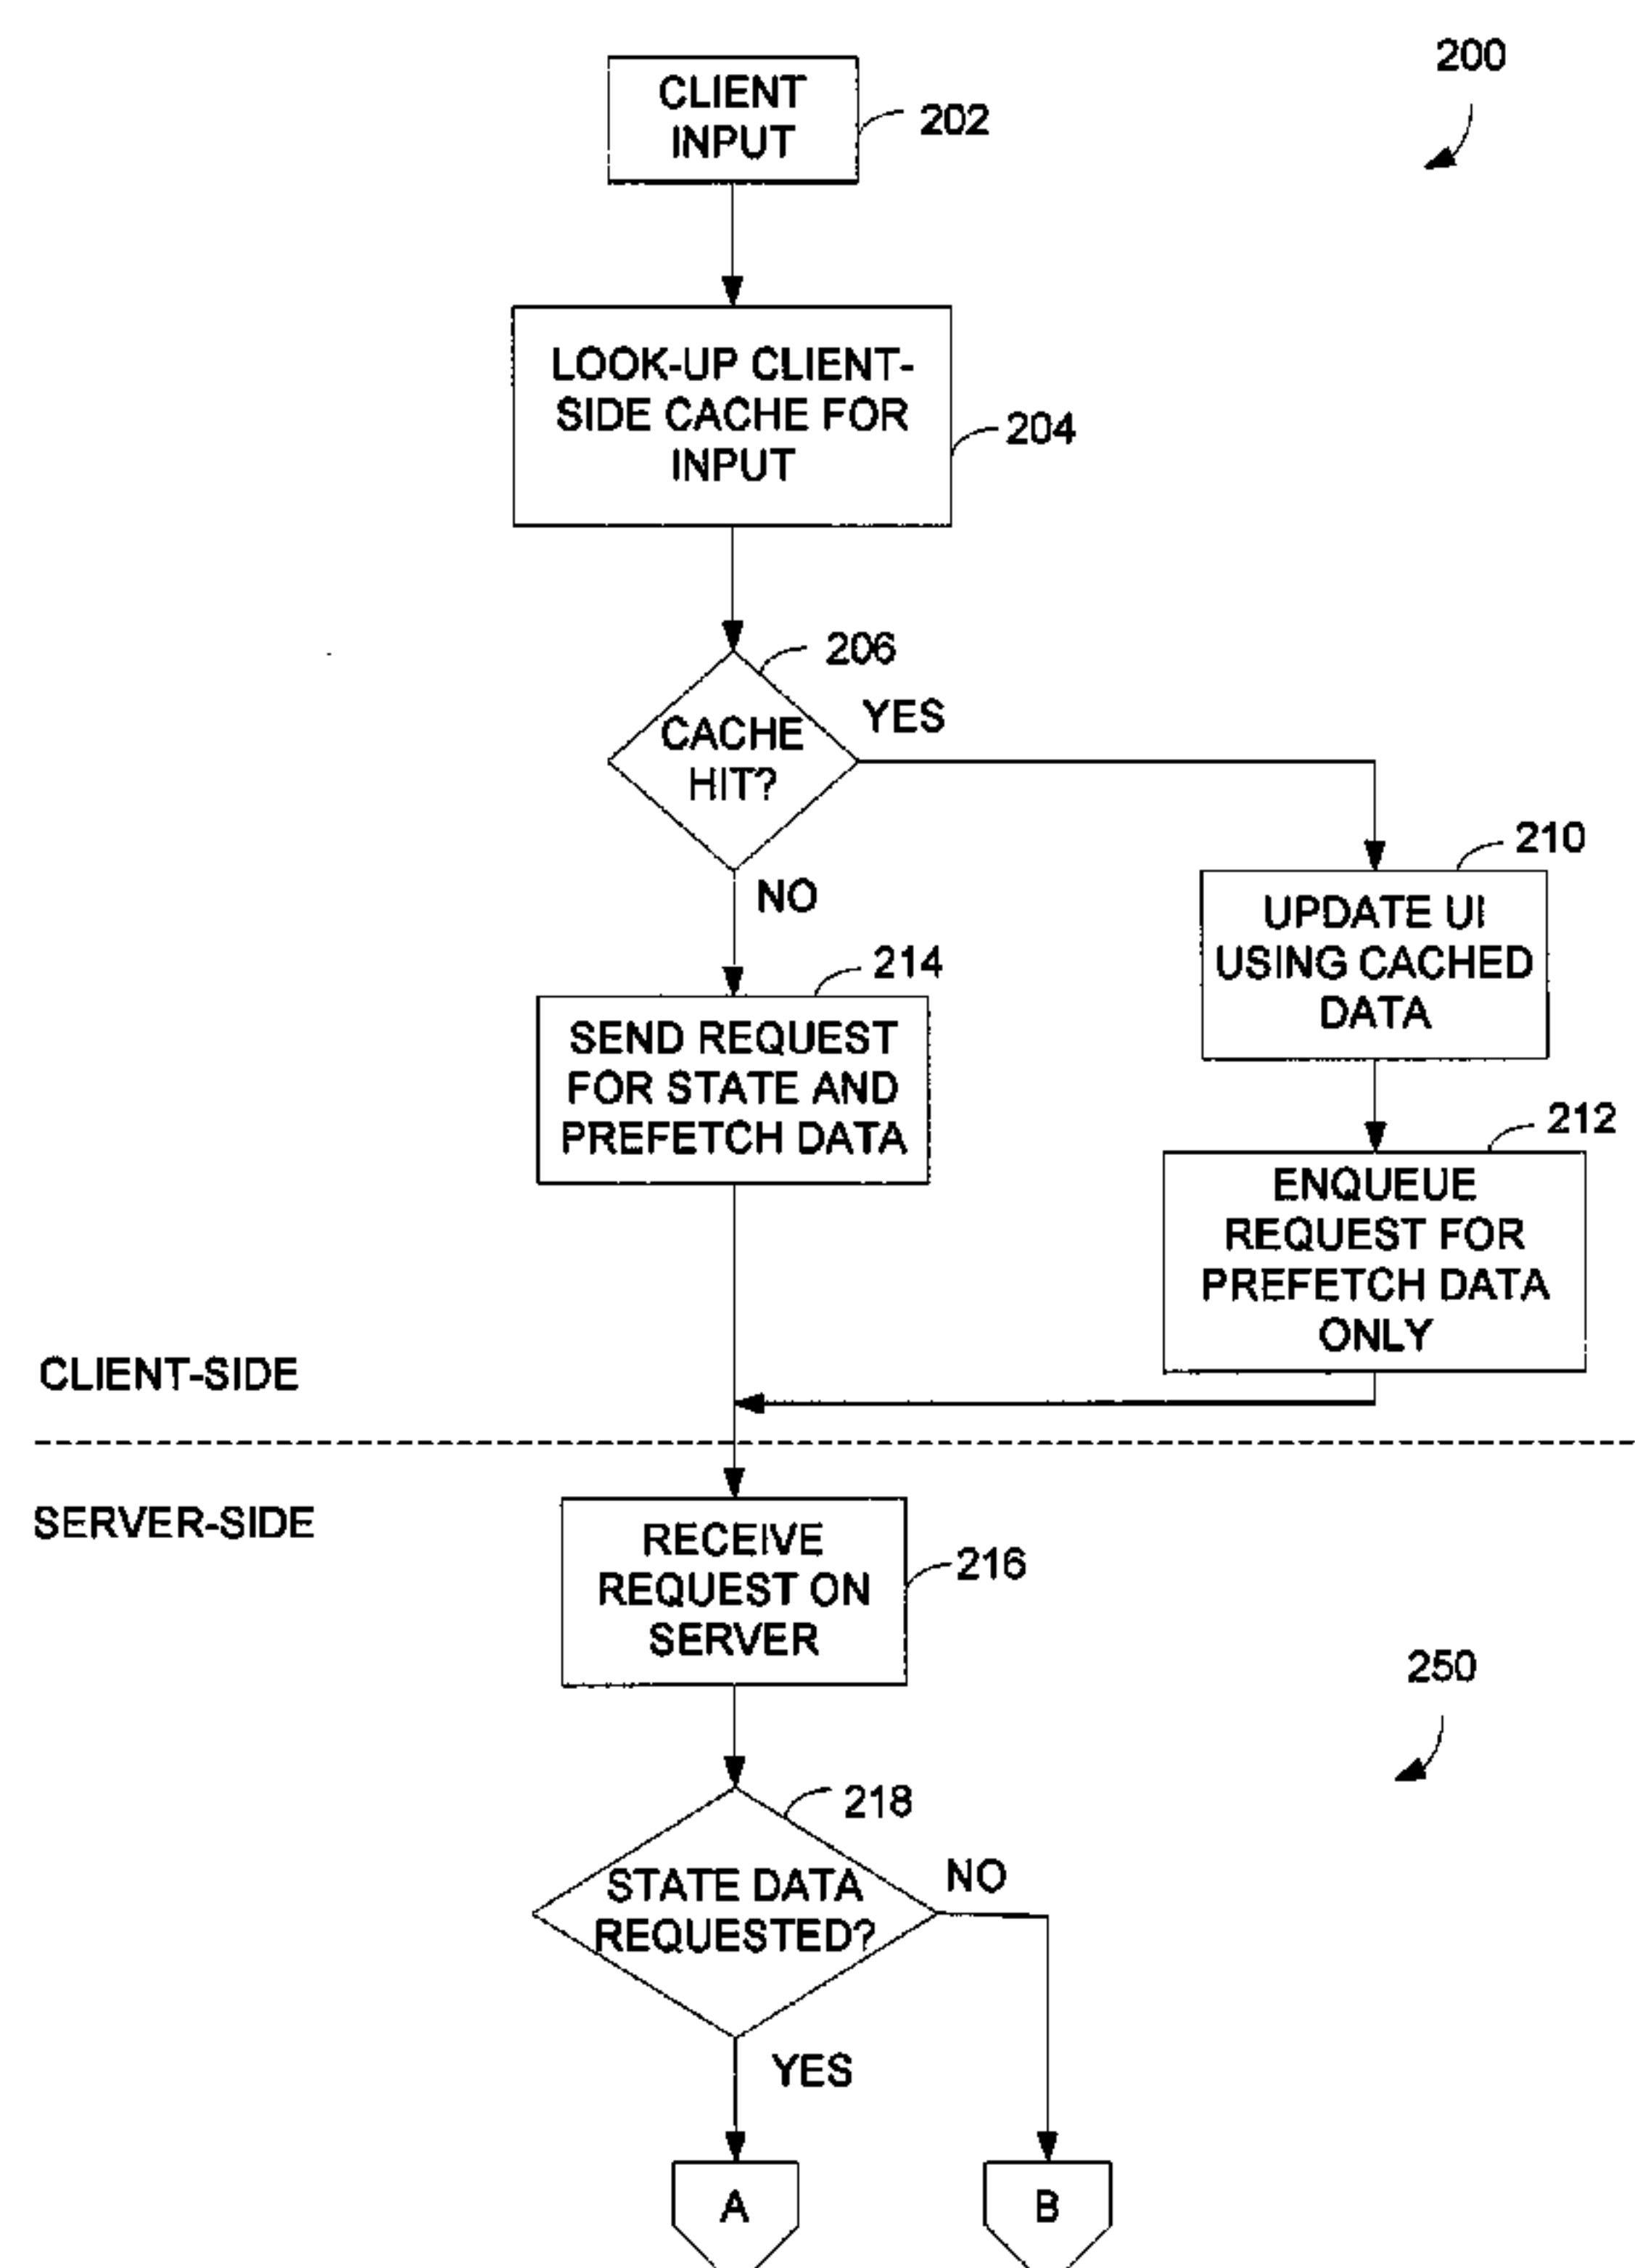 200
CLIENT
INPUT
202
LOOK-UP CLIENT-
SIDE CACHE FOR
INPUT
204
206
CACHE
HIT?
YES
NO
210
UPDATE UI
USING CACHED
DATA
214
SEND REQUEST
FOR STATE AND
PREFETCH DATA
212
ENQUEUE
REQUEST FOR
PREFETCH DATA
ONLY
CLIENT-SIDE
SERVER-SIDE
RECEIVE
REQUEST ON
SERVER
216
250
218
STATE DATA
REQUESTED?
NO
YES
A
B